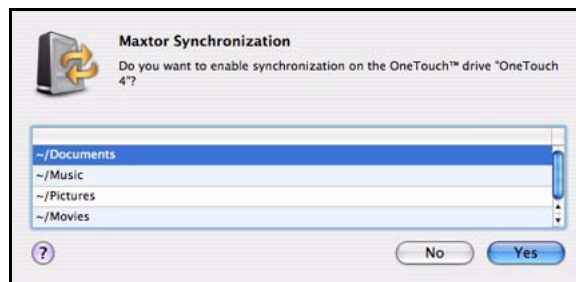 Maxtor Synchronization
Do you want to enable synchronization on the OneTouch™ drive "OneTouch
4"?
~/Documents
~/Music
~/Pictures
~/Movies
?
No
Yes